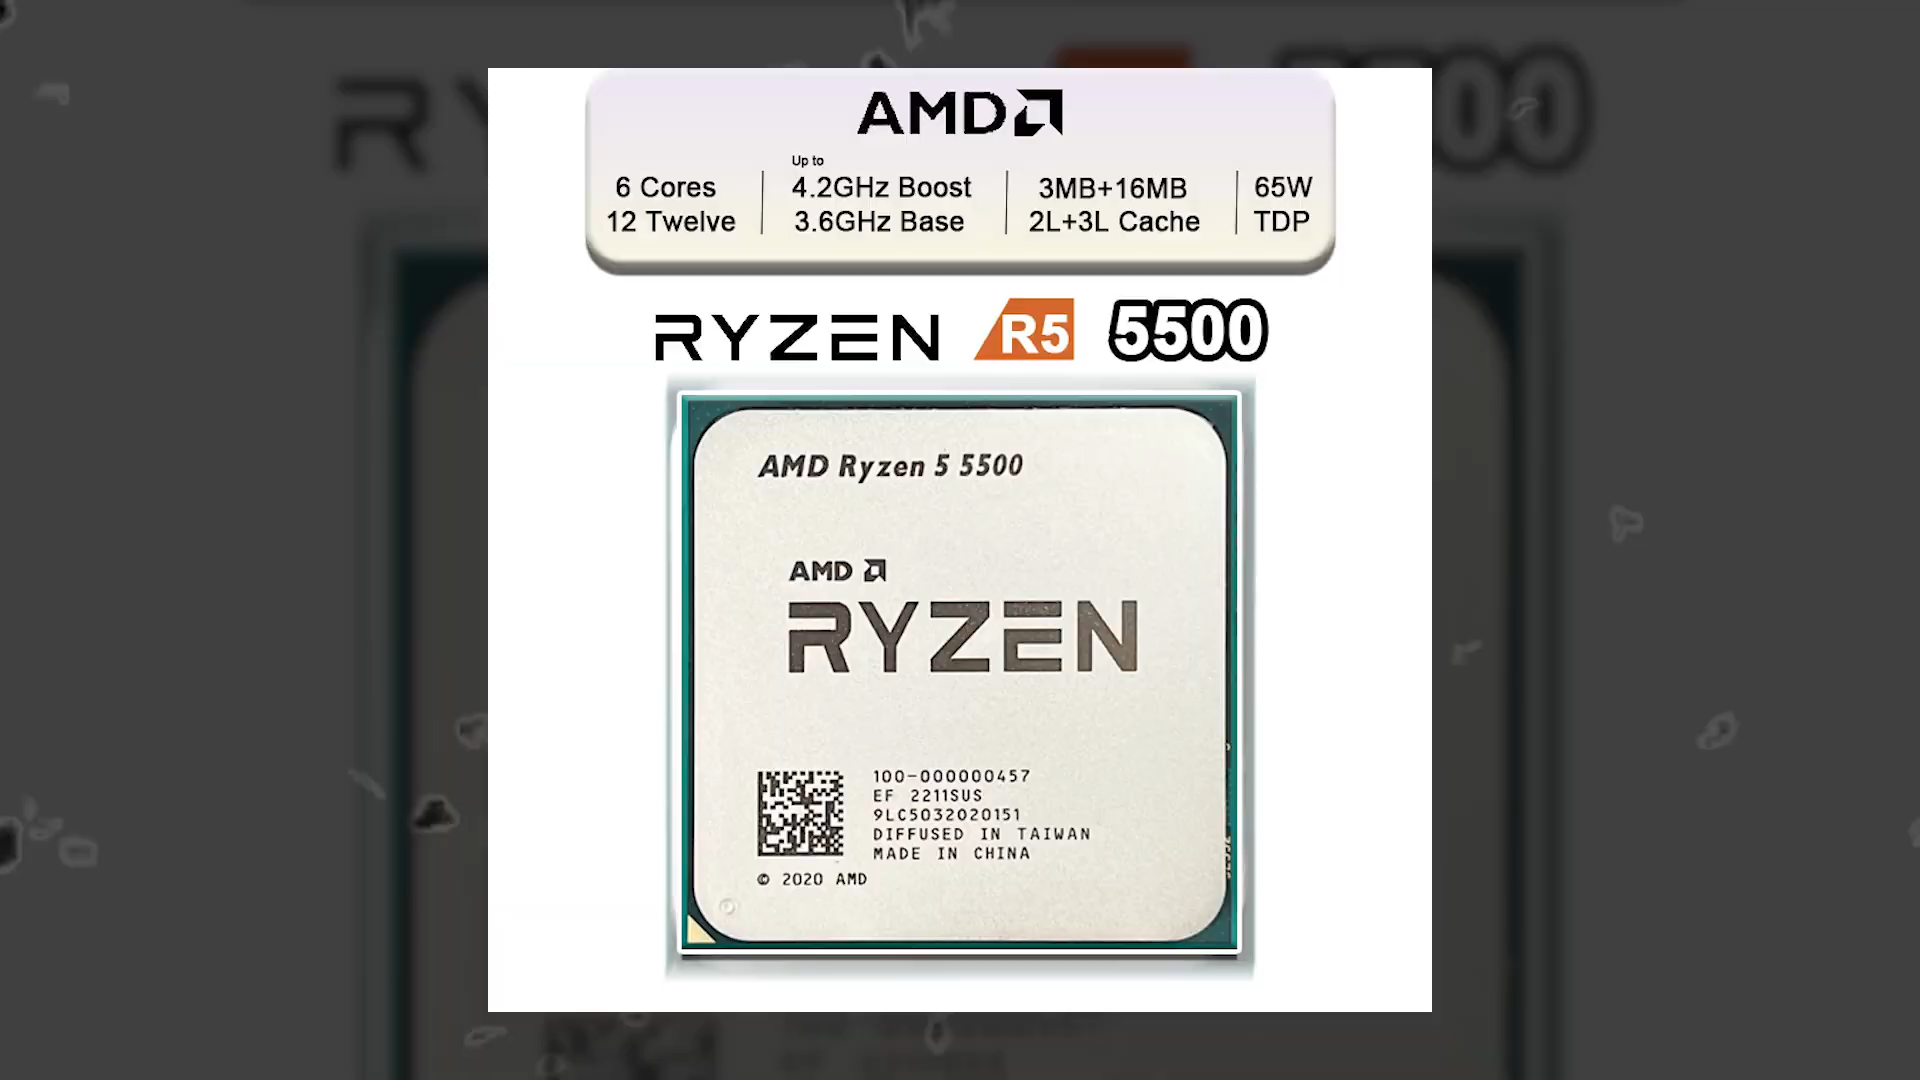 AMD
Up to
6 Cores
12 Twelve
4.2GHz Boost
3.6GHz Base
3MB+16MB
2L+3L Cache
65W
TDP
RYZEN R5 5500
AMD Ryzen 5 5500
AMD
RYZEN
100-000000457
EF 2211SUS
9LC5032020151
DIFFUSED IN TAIWAN
MADE IN CHINA
© 2020 AMD